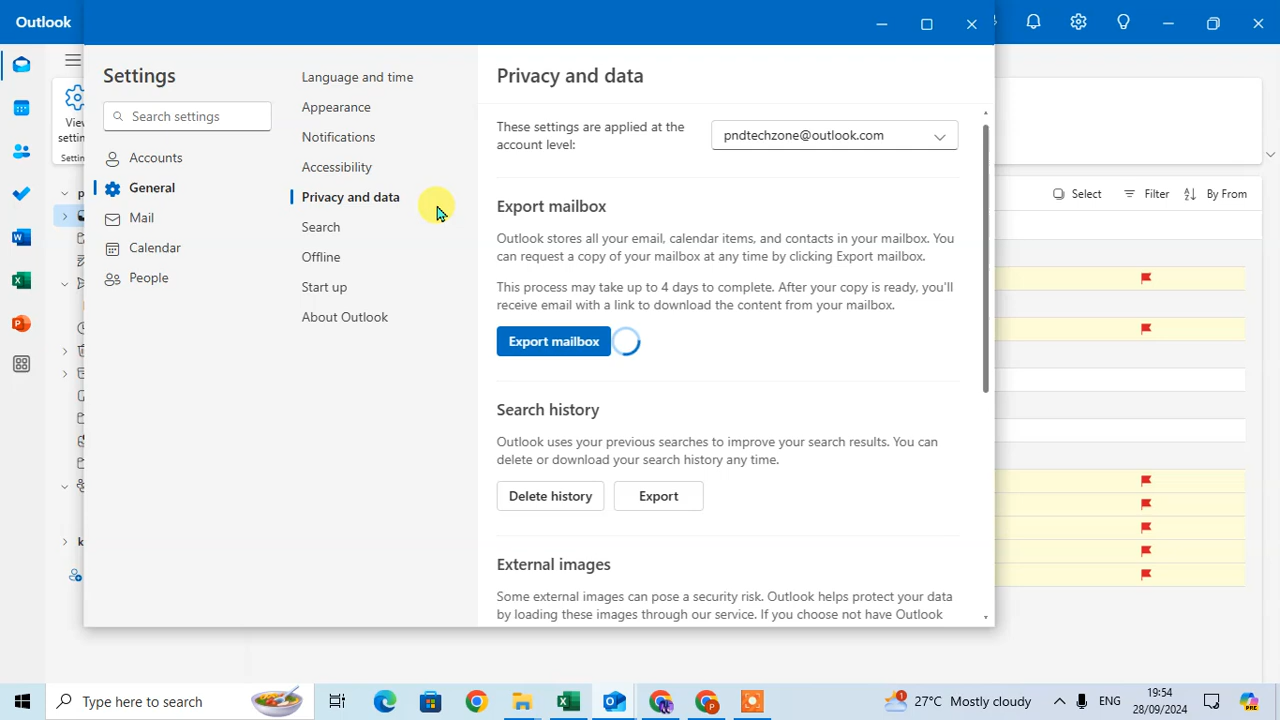 Outlook
Settings
Search settings
Accounts
General
Mail
Calendar
People
Language and time
Appearance
Notifications
Accessibility
Privacy and data
Search
Offline
Start up
About Outlook
Privacy and data
These settings are applied at the
account level:
pndtechzone@outlook.com
Export mailbox
Outlook stores all your email, calendar items, and contacts in your mailbox. You
can request a copy of your mailbox at any time by clicking Export mailbox.
This process may take up to 4 days to complete. After your copy is ready, you'll
receive email with a link to download the content from your mailbox.
Export mailbox
Search history
Outlook uses your previous searches to improve your search results. You can
delete or download your search history any time.
Delete history Export
External images
Some external images can pose a security risk. Outlook helps protect your data
by loading these images through our service. If you choose not have Outlook
Select Filter By From
Type here to search
27°C Mostly cloudy
ENG
19:54
28/09/2024